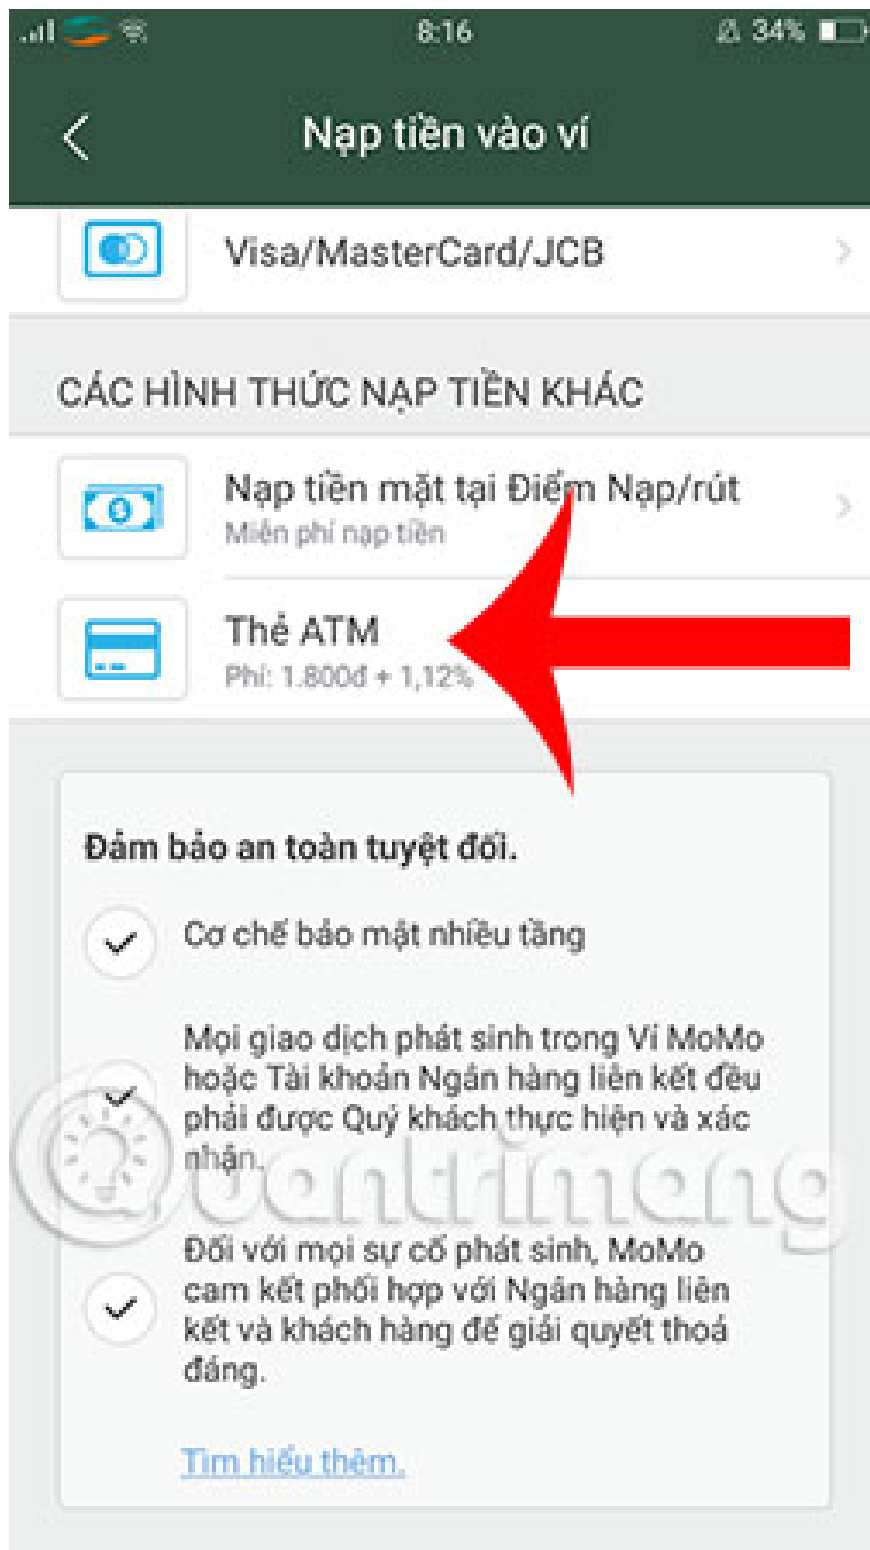 8:16
34%
Nạp tiền vào ví
Visa/MasterCard/JCB
CÁC HÌNH THỨC NẠP TIỀN KHÁC
Nạp tiền mặt tại Điểm Nạp/rút
Miễn phí nạp tiền
Thẻ ATM
Phí: 1.800đ + 1,12%
Đảm bảo an toàn tuyệt đối.
Cơ chế bảo mật nhiều tầng
Mọi giao dịch phát sinh trong Ví MoMo
hoặc Tài khoản Ngân hàng liên kết đều
phải được Quý khách thực hiện và xác
nhận.
Quantrimang
Đối với mọi sự cố phát sinh, MoMo
cam kết phối hợp với Ngân hàng liên
kết và khách hàng để giải quyết thoả
đáng.
Tìm hiểu thêm.